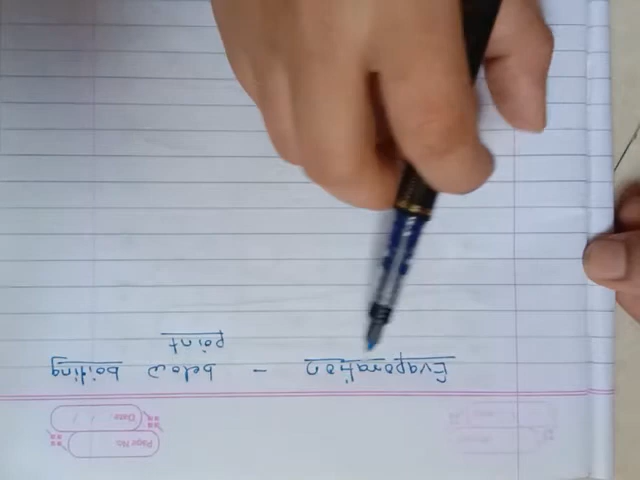 Page No.
Date / /
Evaporation - below boiling
point